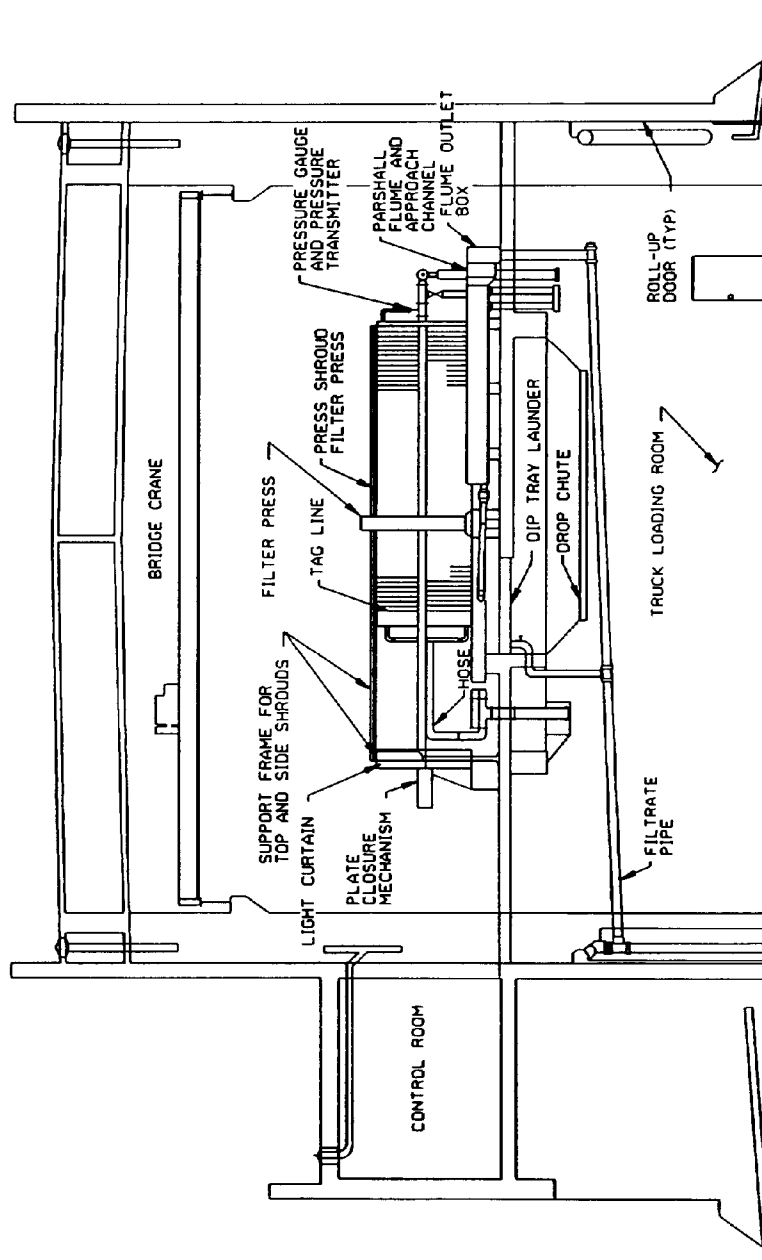 BRIDGE CRANE
SUPPORT FRAME FOR
TOP AND SIDE SHROUDS
LIGHT CURTAIN
PLATE
CLOSURE
MECHANISM
FILTER PRESS
TAG LINE
PRESS SHROUD
FILTER PRESS
PRESSURE GAUGE
AND PRESSURE
TRANSMITTER
PARSHALL
FLUME AND
APPROACH
CHANNEL
FLUME OUTLET
BOX
HOSE
CONTROL ROOM
DIP TRAY LAUNDER
DROP CHUTE
FILTRATE
PIPE
TRUCK LOADING ROOM
ROLL-UP
DOOR (TYP)